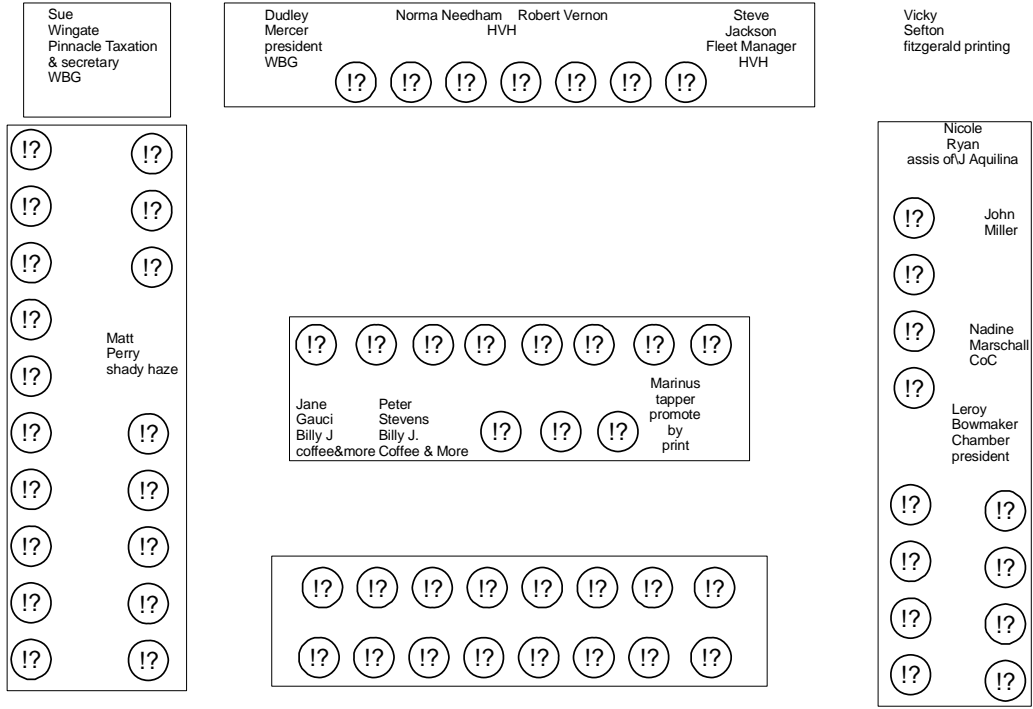 Sue
Wingate
Pinnacle Taxation
& secretary
WBG
Dudley
Mercer
president
WBG
Norma Needham Robert Vernon
HVH
Steve
Jackson
Fleet Manager
HVH
Vicky
Sefton
fitzgerald printing
!? !? !? !? !? !? !?
!? !?
!? !?
!? !?
!?
!?
!? !?
!? !?
!? !?
!? !?
!? !?
Matt
Perry
shady haze
!? !? !? !? !? !? !? !?
Jane
Gauci
Billy J
coffee&more
Peter
Stevens
Billy J.
Coffee & More
!? !? !?
Marinus
tapper
promote
by
print
!? !? !? !? !? !? !? !?
!? !? !? !? !? !? !? !?
Nicole
Ryan
assis of\J Aquilina
!?
John
Miller
!?
!?
Nadine
Marschall
CoC
!?
Leroy
Bowmaker
Chamber
president
!? !?
!? !?
!? !?
!? !?